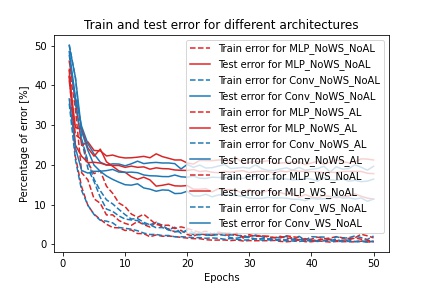 Train and test error for different architectures
50
40
30
20
10
0
Percentage of error [%]
Train error for MLP_NoWS_NoAL
Test error for MLP_NoWS_NoAL
Train error for Conv_NoWS_NoAL
Test error for Conv_NoWS_NoAL
Train error for MLP_NoWS_AL
Test error for MLP_NoWS_AL
Train error for Conv_NoWS_AL
Test error for Conv_NoWS_AL
Train error for MLP_WS_NoAL
Test error for MLP_WS_NoAL
Train error for Conv_WS_NoAL
Test error for Conv_WS_NoAL
0 10 20 30 40 50
Epochs